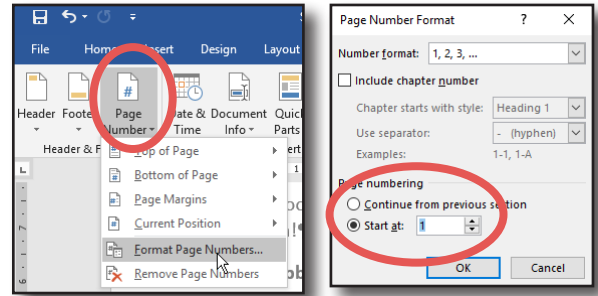 File Home Insert Design Layout
Header Footer Page Number Date & Time Document Info Quick Parts
Header & F
Top of Page
Bottom of Page
Page Margins
Current Position
Format Page Numbers...
Remove Page Numbers
Page Number Format ? ×
Number format: 1, 2, 3, ...
Include chapter number
Chapter starts with style: Heading 1
Use separator: - (hyphen)
Examples: 1-1, 1-A
Page numbering
Continue from previous section
Start at: 1
OK Cancel